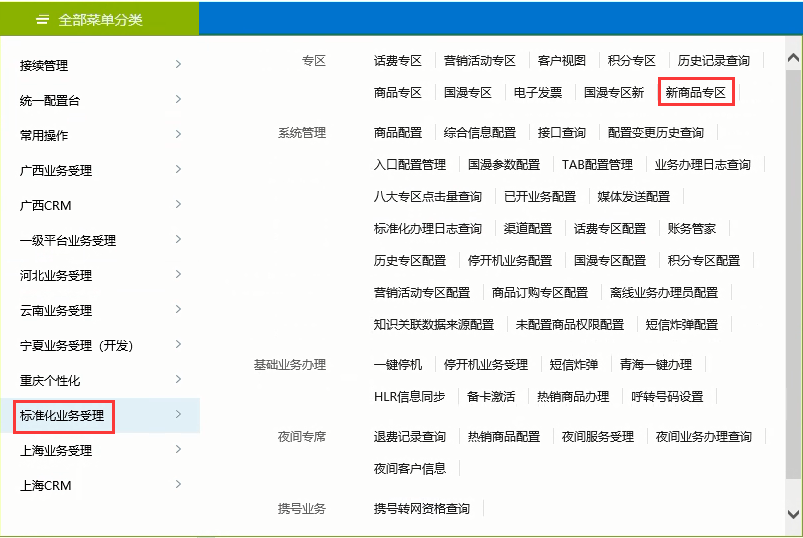 全部菜单分类
接续管理
统一配置台
常用操作
广西业务受理
广西CRM
一级平台业务受理
河北业务受理
云南业务受理
宁夏业务受理（开发）
重庆个性化
标准化业务受理
上海业务受理
上海CRM
专区 话费专区 营销活动专区 客户视图 积分专区 历史记录查询
商品专区 国漫专区 电子发票 国漫专区新 新商品专区
系统管理 商品配置 综合信息配置 接口查询 配置变更历史查询
入口配置管理 国漫参数配置 TAB配置管理 业务办理日志查询
八大专区点击量查询 已开业务配置 媒体发送配置
标准化办理日志查询 渠道配置 话费专区配置 账务管家
历史专区配置 停开机业务配置 国漫专区配置 积分专区配置
营销活动专区配置 商品订购专区配置 离线业务办理员配置
知识关联数据来源配置 未配置商品权限配置 短信炸弹配置
基础业务办理 一键停机 停开机业务受理 短信炸弹 青海一键办理
HLR信息同步 备卡激活 热销商品办理 呼转号码设置
夜间专席 退费记录查询 热销商品配置 夜间服务受理 夜间业务办理查询
夜间客户信息
携号业务 携号转网资格查询